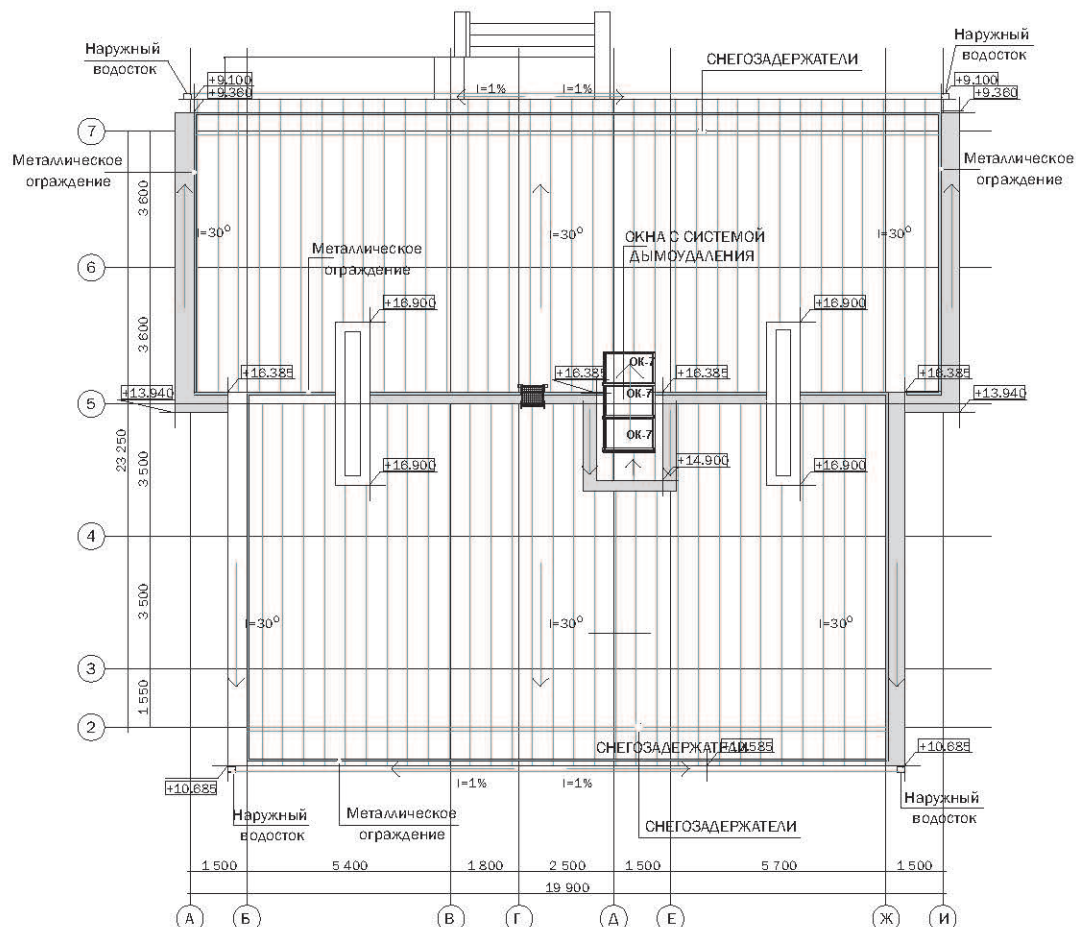 Наружный
водосток
СНЕГОЗАДЕРЖАТЕЛИ
Наружный
водосток
+9.100
+9.360
I=1%
I=1%
+9.100
+9.360
7
Металлическое
ограждение
Металлическое
ограждение
3 600
I=30°
I=30°
I=30°
Металлическое
ограждение
ОКНА С СИСТЕМОЙ
ДЫМОУДАЛЕНИЯ
6
+16.900
+16.900
3 600
ОК-7
+16.385
+16.385
+16.385
+16.385
+13.940
ОК-7
+13.940
5
23 250
3 500
ОК-7
+16.900
+14.900
+16.900
4
3 500
I=30°
I=30°
I=30°
3
1 550
2
СНЕГОЗАДЕРЖАТЕЛИ
+10.685
+10.685
I=1%
I=1%
Наружный
водосток
Металлическое
ограждение
СНЕГОЗАДЕРЖАТЕЛИ
Наружный
водосток
1 500
5 400
1 800
2 500
1 500
5 700
1 500
19 900
А
Б
В
Г
Д
Е
Ж
И